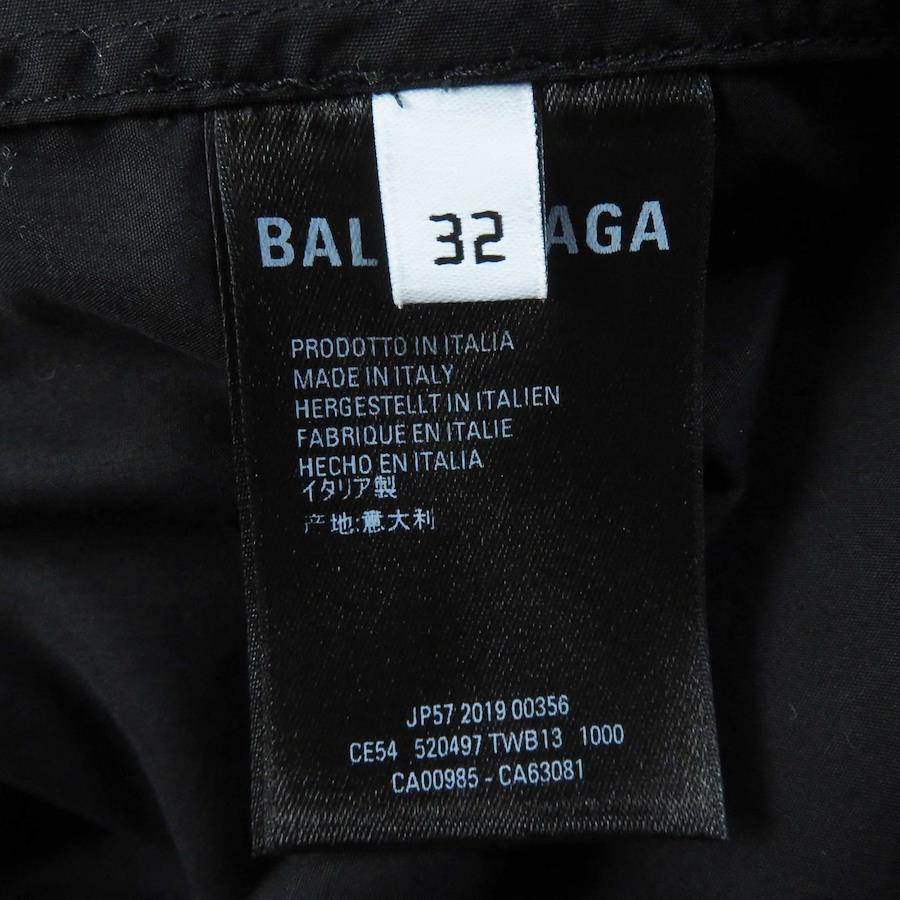 32
BAL AGA
PRODOTTO IN ITALIA
MADE IN ITALY
HERGESTELLT IN ITALIEN
FABRIQUE EN ITALIE
HECHO EN ITALIA
イタリア製
产地:意大利
JP57 2019 00356
CE54 520497 TWB13 1000
CA00985 - CA63081